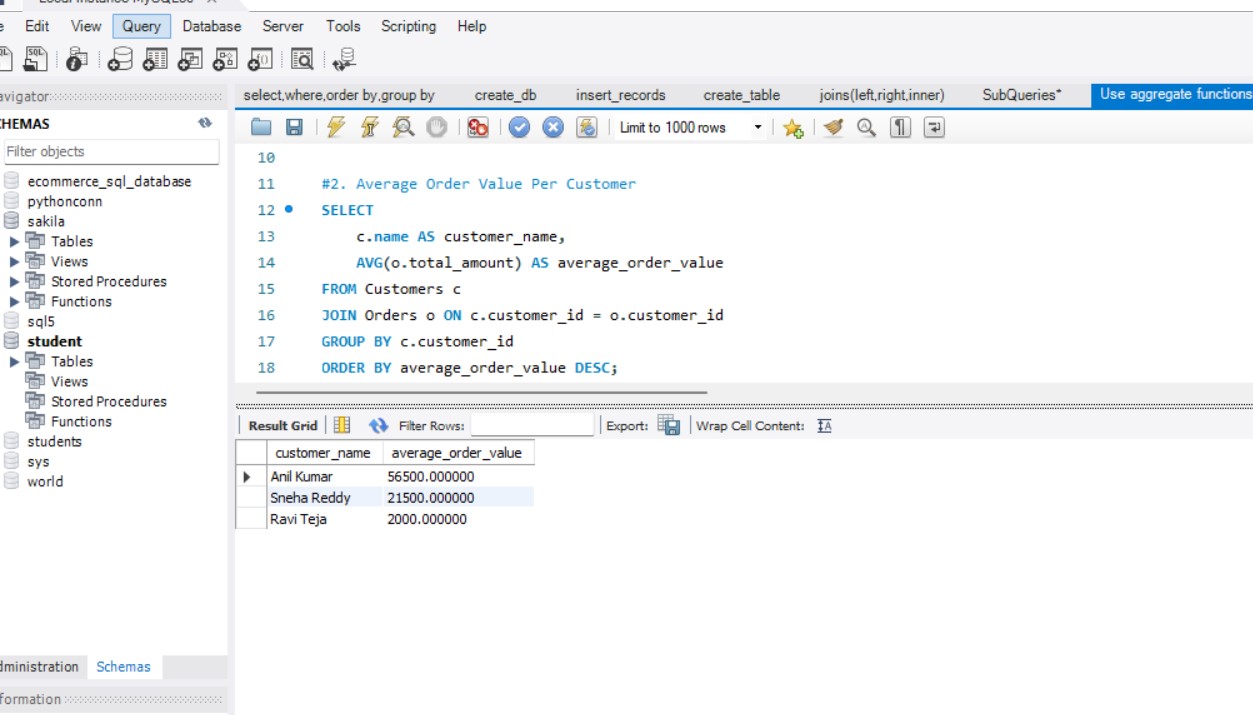 Edit View Query Database Server Tools Scripting Help
select,where,order by,group by create_db insert_records create_table joins(left,right,inner) SubQueries* Use aggregate functions
avigator
CHEMAS
Filter objects
ecommerce_sql_database
pythonconn
sakila
Tables
Views
Stored Procedures
Functions
sql5
student
Tables
Views
Stored Procedures
Functions
students
sys
world
dministration Schemas
formation
Limit to 1000 rows
10
11 #2. Average Order Value Per Customer
12 SELECT
13 c.name AS customer_name,
14 AVG(o.total_amount) AS average_order_value
15 FROM Customers c
16 JOIN Orders o ON c.customer_id = o.customer_id
17 GROUP BY c.customer_id
18 ORDER BY average_order_value DESC;
Result Grid Filter Rows: Export: Wrap Cell Content:
customer_name average_order_value
Anil Kumar 56500.000000
Sneha Reddy 21500.000000
Ravi Teja 2000.000000